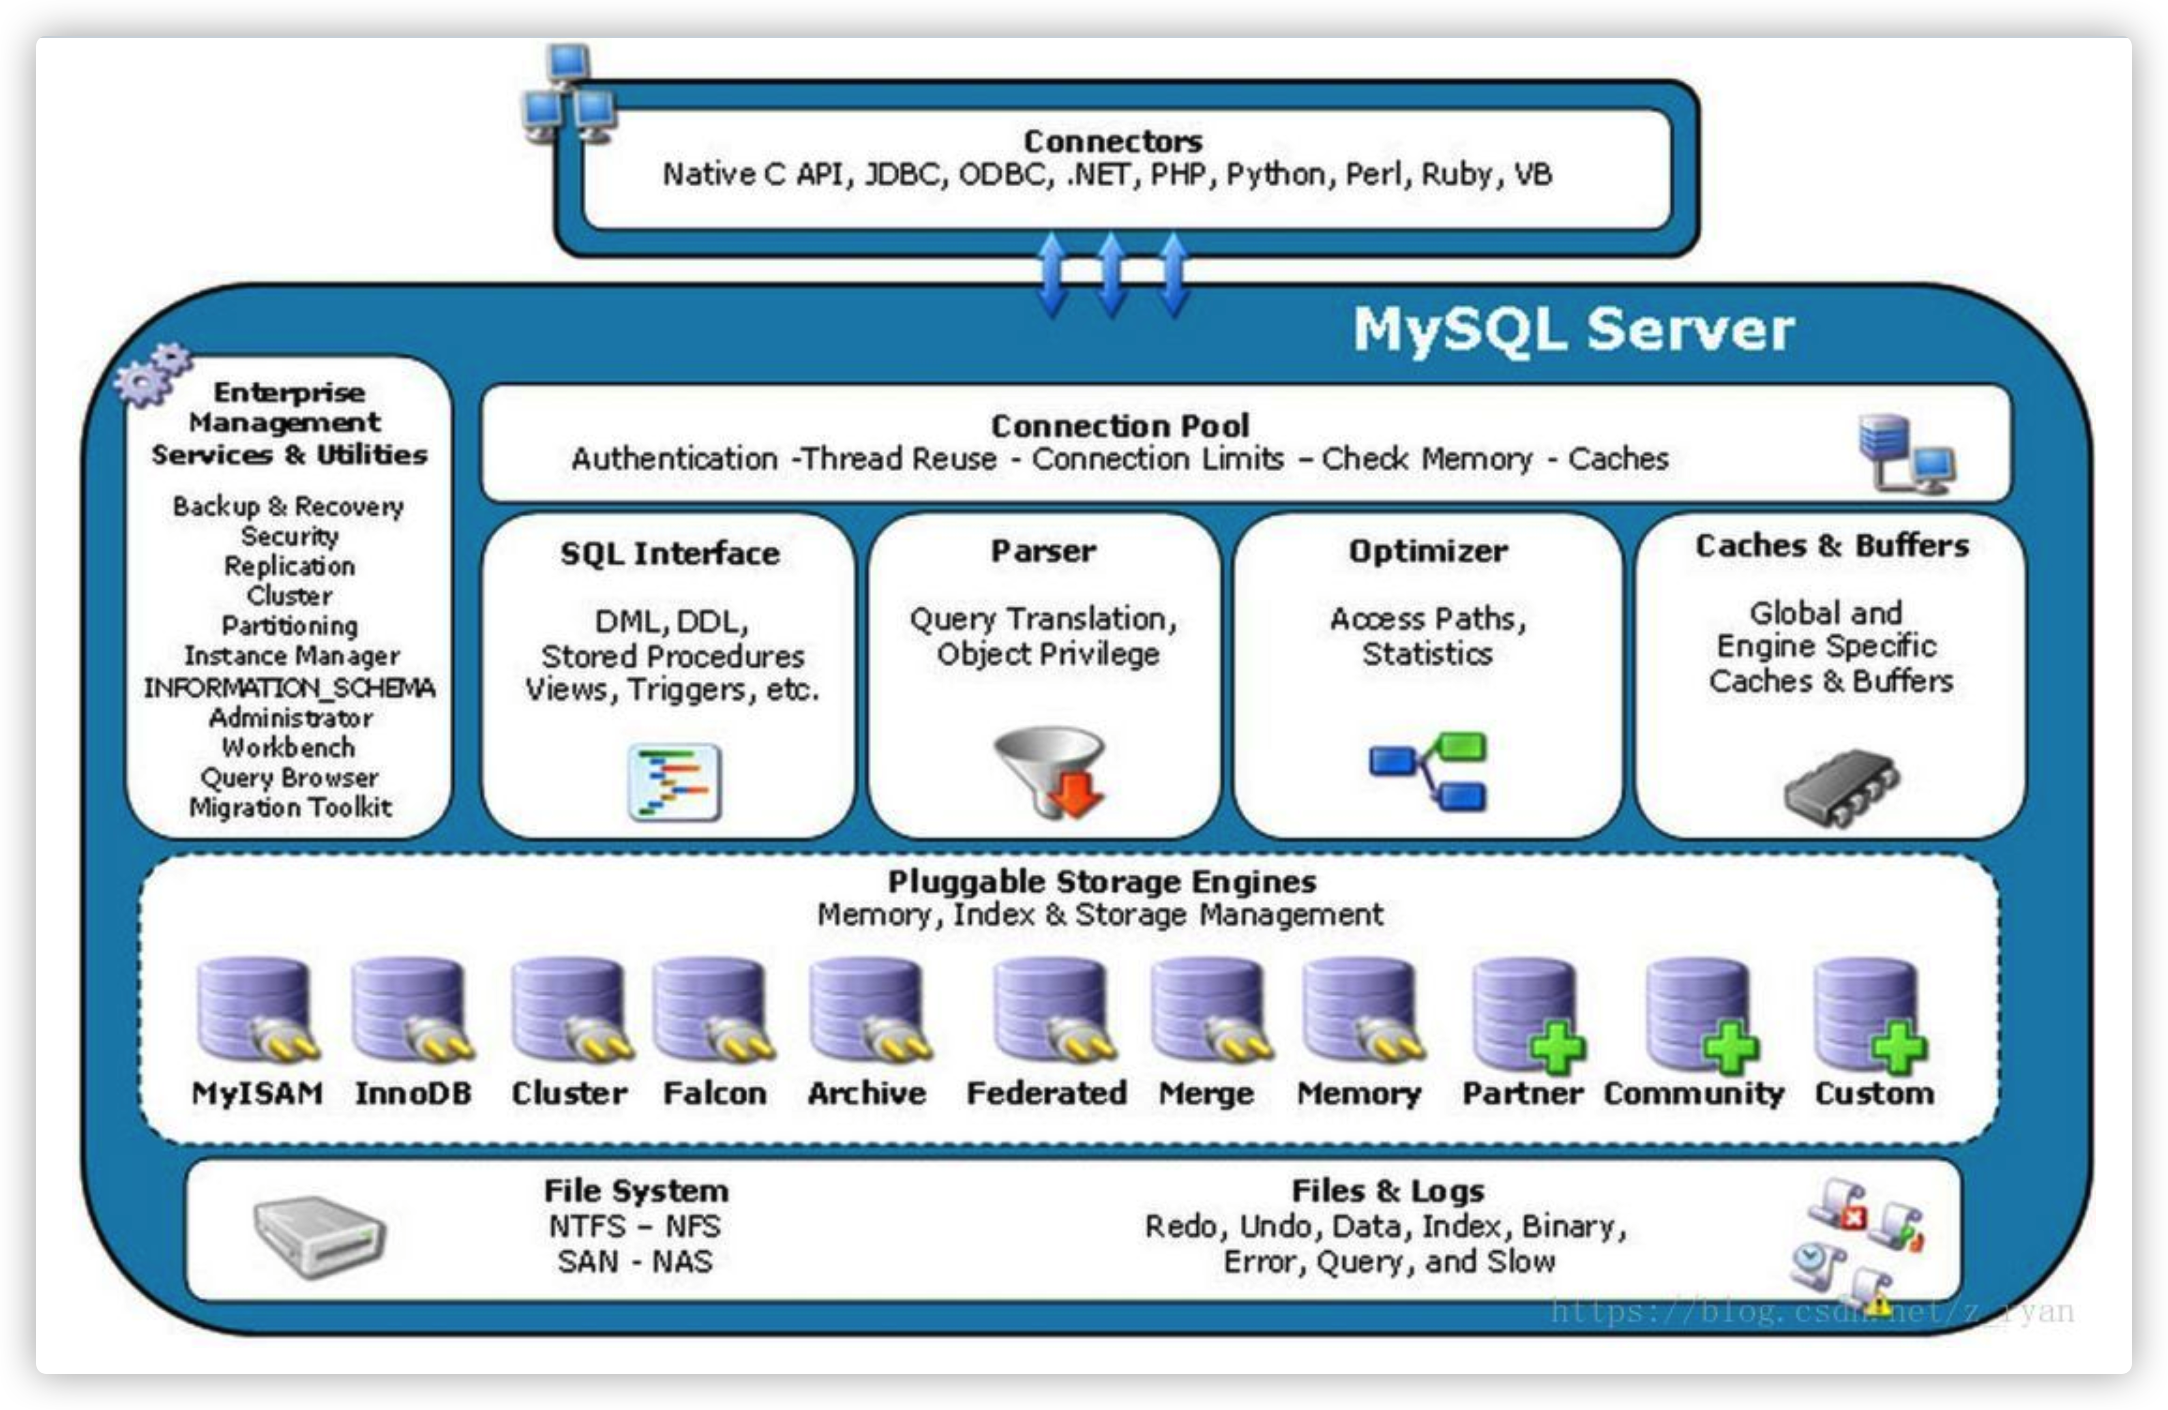 Connectors
Native C API, JDBC, ODBC, .NET, PHP, Python, Perl, Ruby, VB
MySQL Server
Enterprise
Management
Services & Utilities
Backup & Recovery
Security
Replication
Cluster
Partitioning
Instance Manager
INFORMATION_SCHEMA
Administrator
Workbench
Query Browser
Migration Toolkit
Connection Pool
Authentication -Thread Reuse - Connection Limits – Check Memory - Caches
SQL Interface
DML, DDL,
Stored Procedures
Views, Triggers, etc.
Parser
Query Translation,
Object Privilege
Optimizer
Access Paths,
Statistics
Caches & Buffers
Global and
Engine Specific
Caches & Buffers
Pluggable Storage Engines
Memory, Index & Storage Management
MyISAM InnoDB Cluster Falcon Archive Federated Merge Memory Partner Community Custom
File System
NTFS – NFS
SAN - NAS
Files & Logs
Redo, Undo, Data, Index, Binary,
Error, Query, and Slow
https://blog.csdn.net/z_ryan